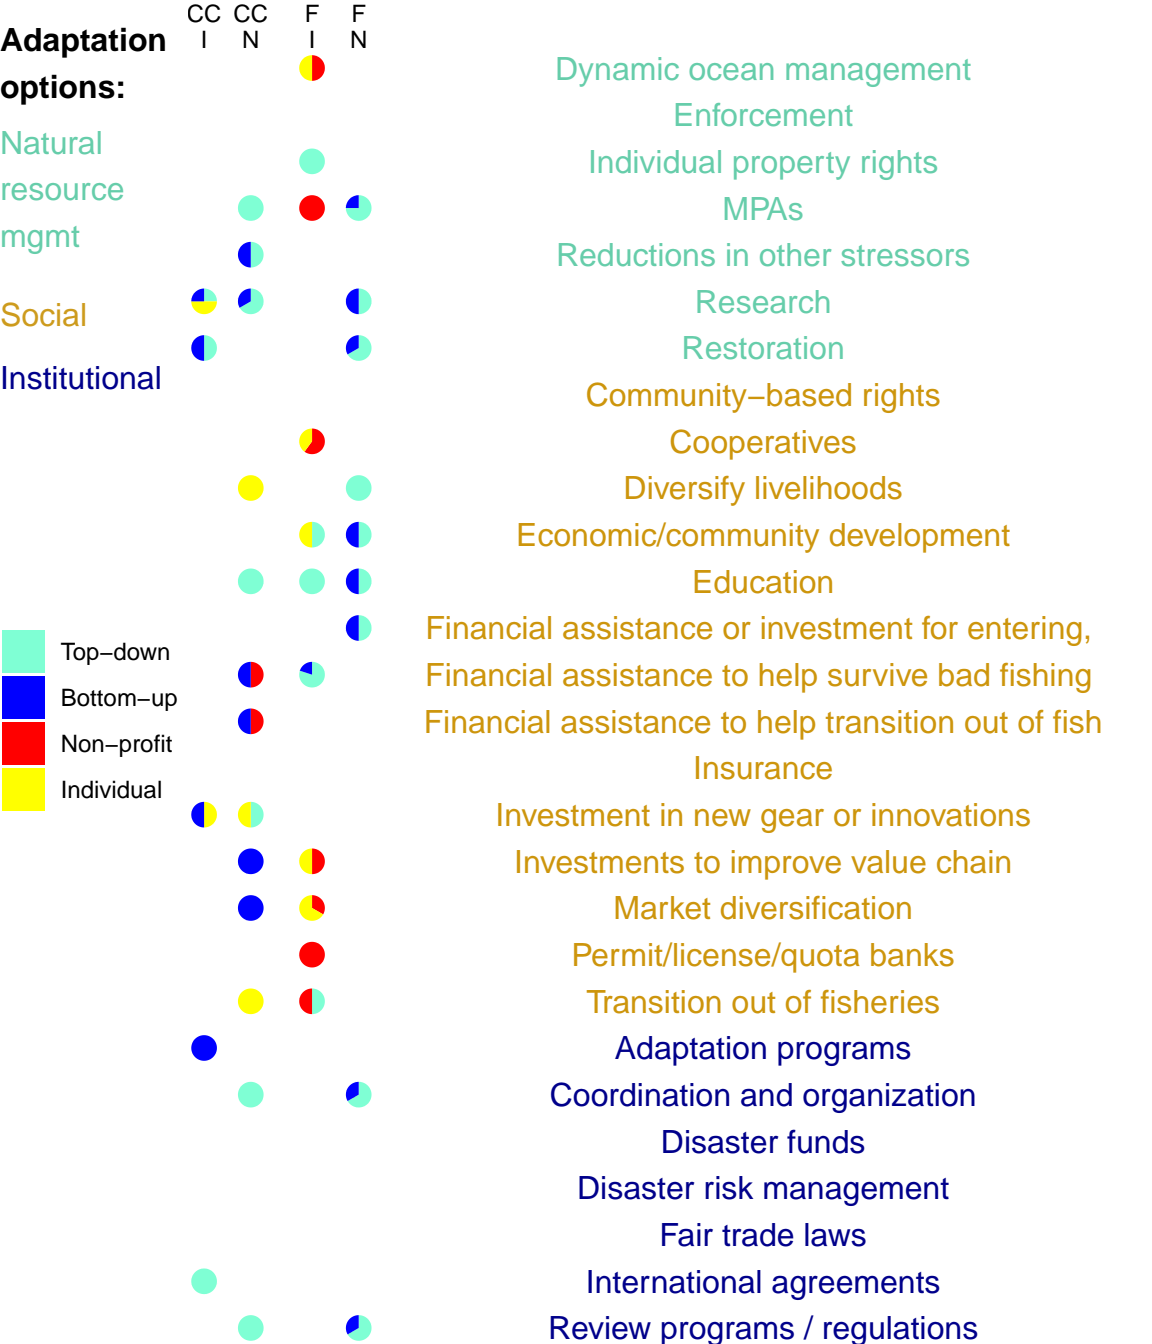 CC CC F F
I N I N
Adaptation
options:
Natural
resource
mgmt
Social
Institutional
Top−down
Bottom−up
Non−profit
Individual
Dynamic ocean management
Enforcement
Individual property rights
MPAs
Reductions in other stressors
Research
Restoration
Community−based rights
Cooperatives
Diversify livelihoods
Economic/community development
Education
Financial assistance or investment for entering,
Financial assistance to help survive bad fishing
Financial assistance to help transition out of fish
Insurance
Investment in new gear or innovations
Investments to improve value chain
Market diversification
Permit/license/quota banks
Transition out of fisheries
Adaptation programs
Coordination and organization
Disaster funds
Disaster risk management
Fair trade laws
International agreements
Review programs / regulations